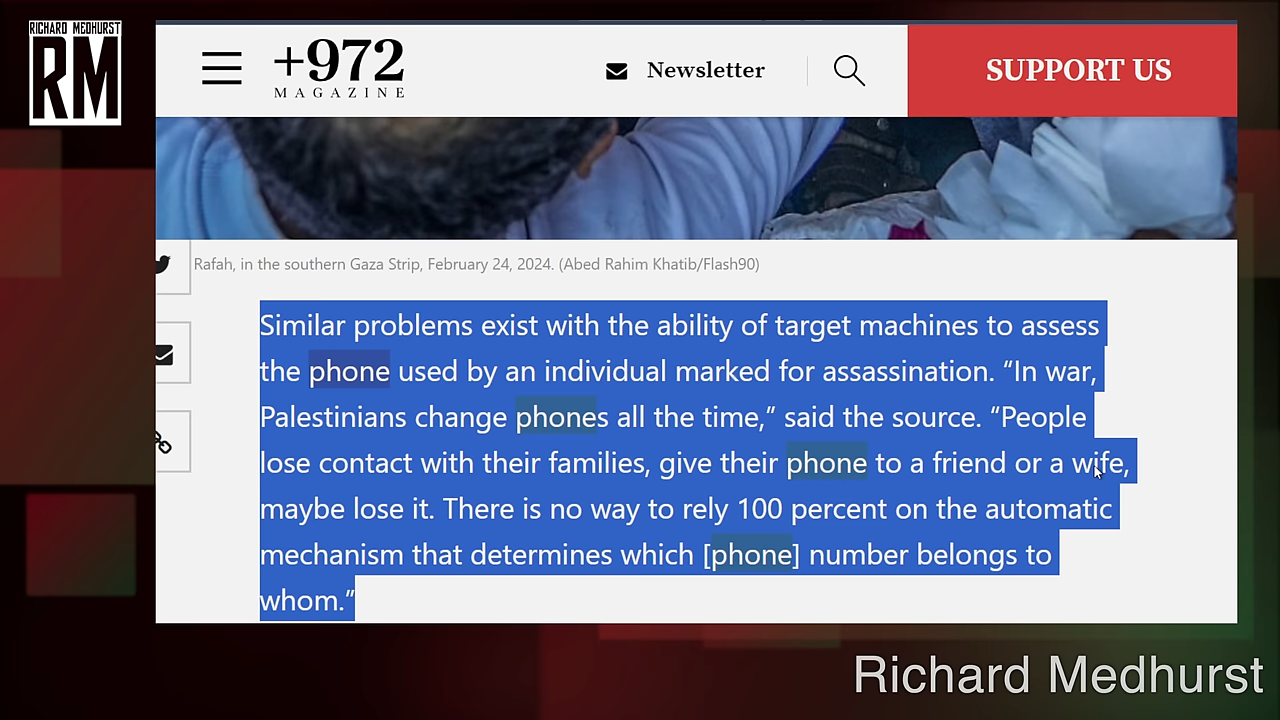 RICHARD MEDHURST
RM
+972
MAGAZINE
Newsletter
SUPPORT US
Rafah, in the southern Gaza Strip, February 24, 2024. (Abed Rahim Khatib/Flash90)
Similar problems exist with the ability of target machines to assess
the phone used by an individual marked for assassination. “In war,
Palestinians change phones all the time,” said the source. “People
lose contact with their families, give their phone to a friend or a wife,
maybe lose it. There is no way to rely 100 percent on the automatic
mechanism that determines which [phone] number belongs to
whom.”
Richard Medhurst